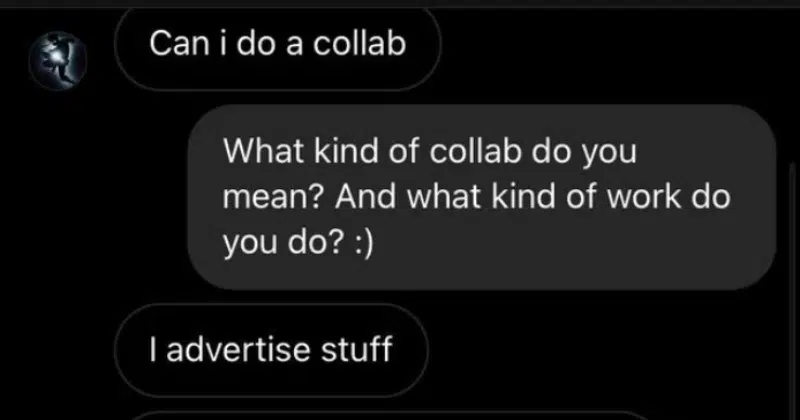 Can i do a collab
What kind of collab do you
mean? And what kind of work do
you do? :)
I advertise stuff